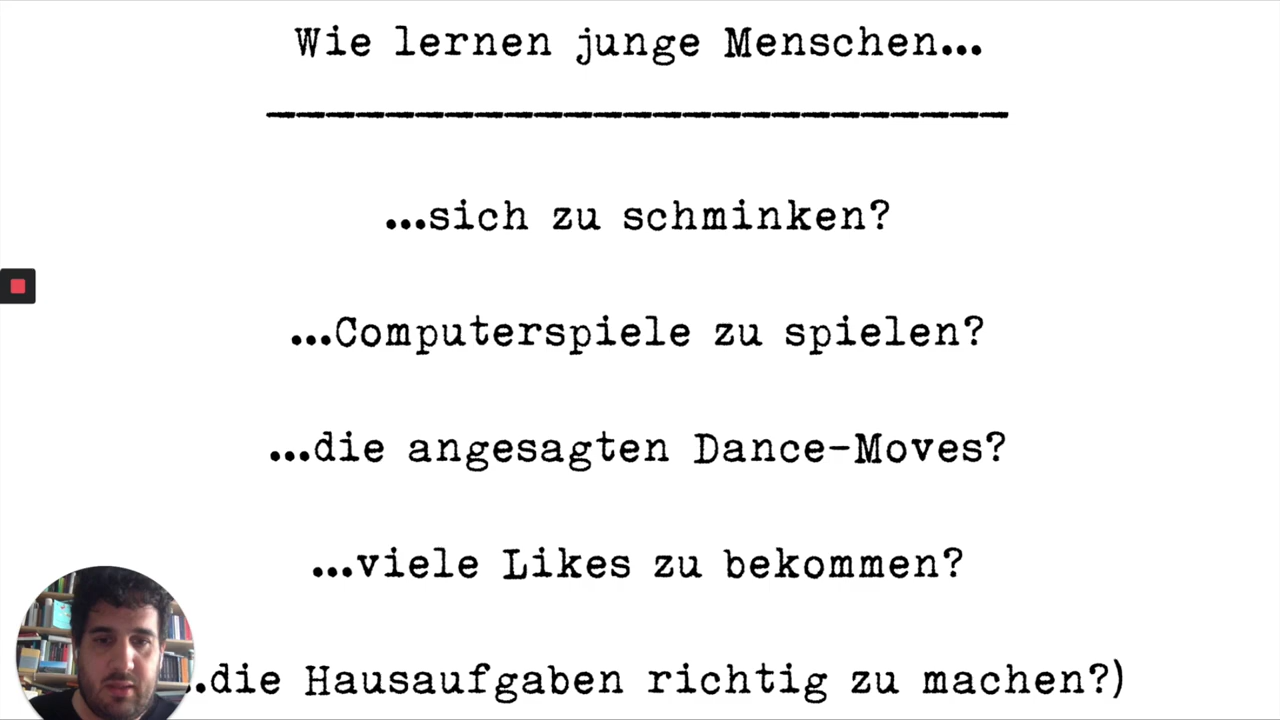 Wie lernen junge Menschen...
...sich zu schminken?
...Computerspiele zu spielen?
...die angesagten Dance-Moves?
...viele Likes zu bekommen?
..die Hausaufgaben richtig zu machen?)